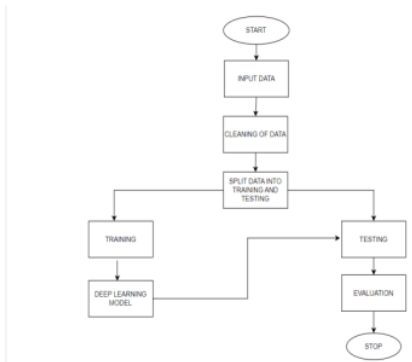 START
INPUT DATA
CLEANING OF DATA
SPLIT DATA INTO
TRAINING AND
TESTING
TRAINING
TESTING
DEEP LEARNING
MODEL
EVALUATION
STOP